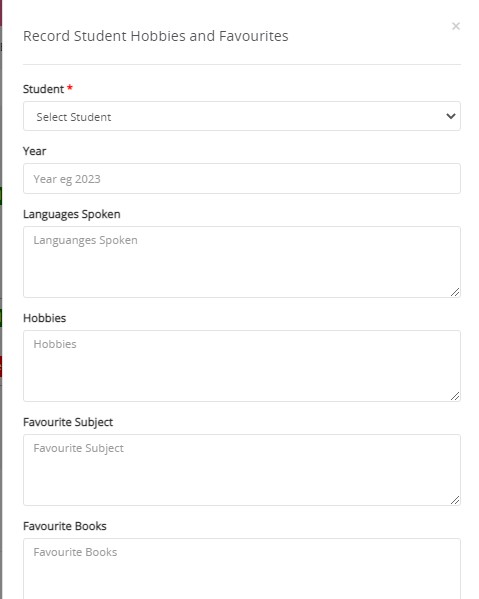 ×
Record Student Hobbies and Favourites
Student *
Select Student
Year
Year eg 2023
Languages Spoken
Languanges Spoken
Hobbies
Hobbies
Favourite Subject
Favourite Subject
Favourite Books
Favourite Books